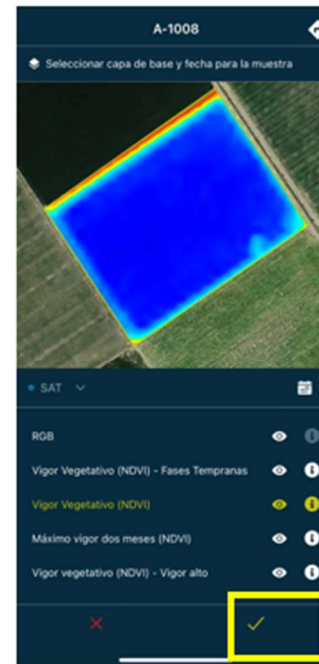 A-1008
Seleccionar capa de base y fecha para la muestra
SAT
RGB
Vigor Vegetativo (NDVI) - Fases Tempranas
Vigor Vegetativo (NDVI)
Máximo vigor dos meses (NDVI)
Vigor vegetativo (NDVI) - Vigor alto